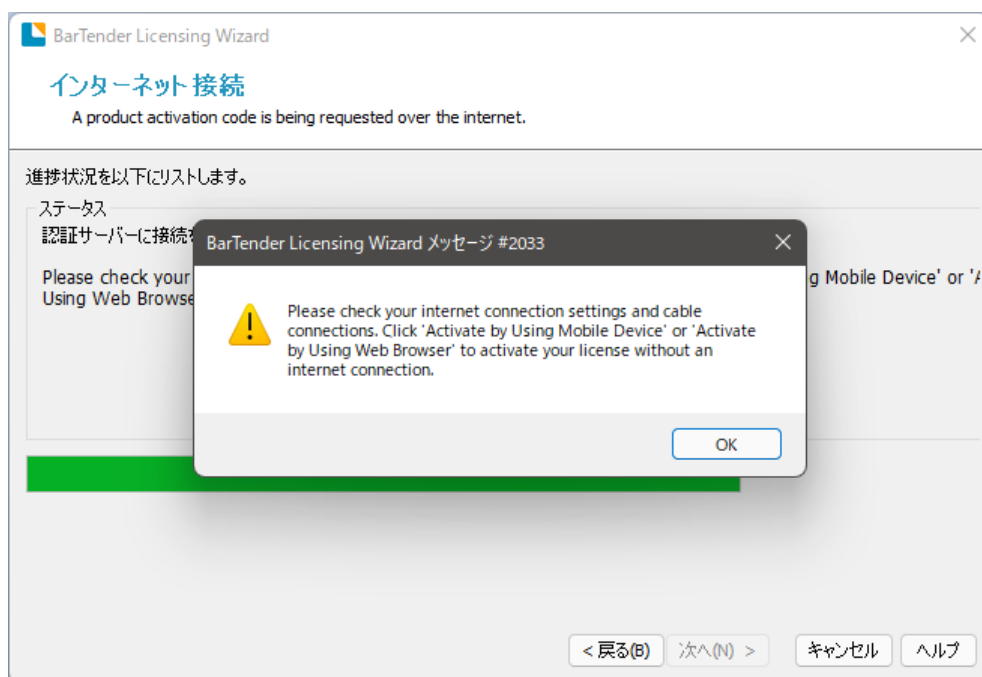 BarTender Licensing Wizard
インターネット接続
A product activation code is being requested over the internet.
進捗状況を以下にリストします。
ステータス
認証サーバーに接続
Please check your
g Mobile Device' or
Using Web Browse
BarTender Licensing Wizard メッセージ #2033
Please check your internet connection settings and cable
connections. Click 'Activate by Using Mobile Device' or 'Activate
by Using Web Browser' to activate your license without an
internet connection.
OK
< 戻る(B)
次へ(N) >
キャンセル
ヘルプ